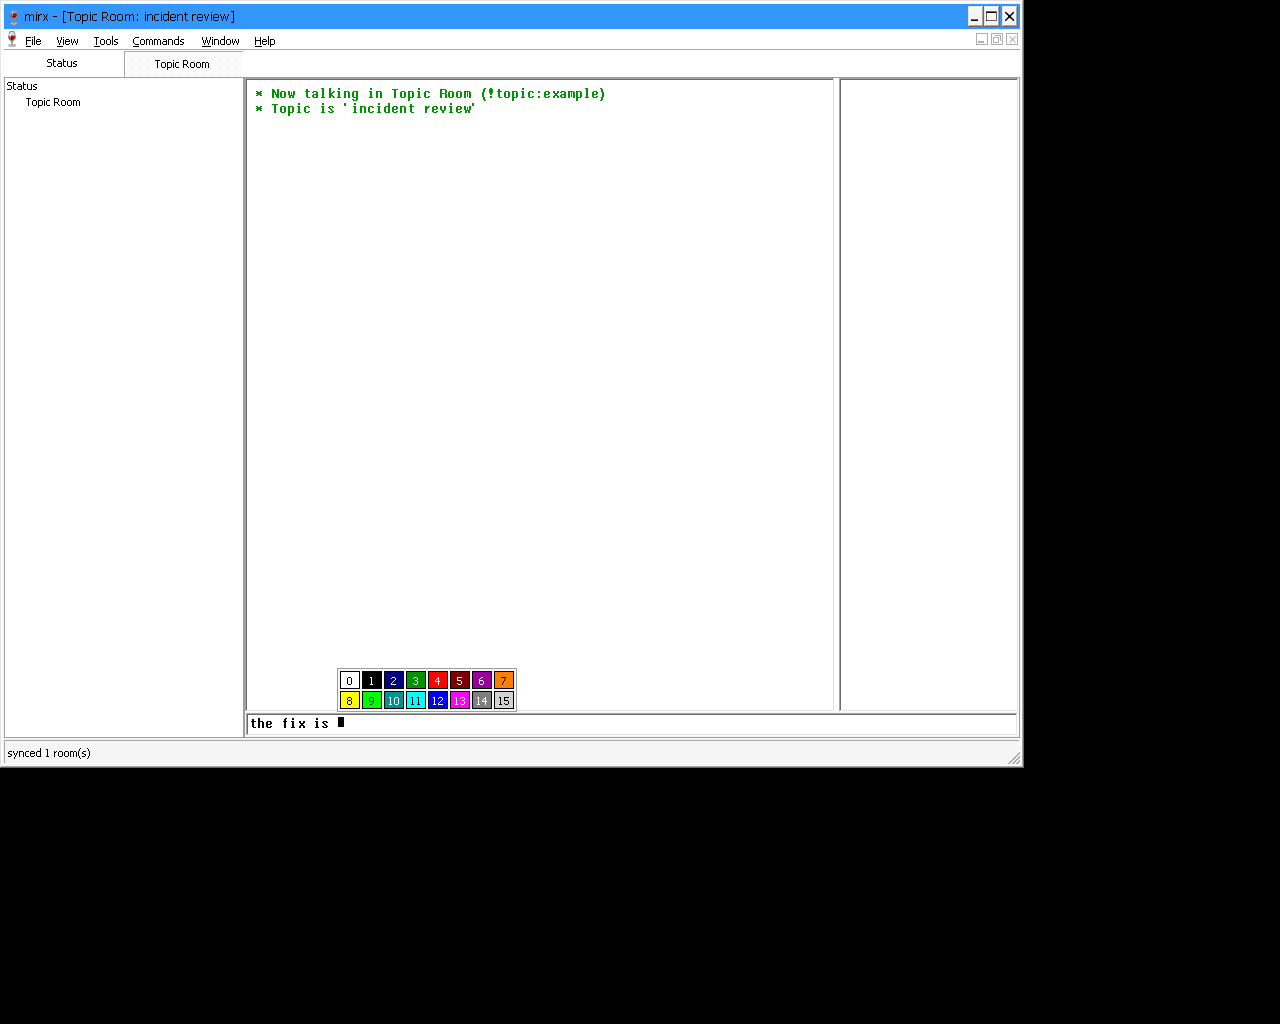 mirx - [Topic Room: incident review]
File View Tools Commands Window Help
Status Topic Room
Status
Topic Room
* Now talking in Topic Room (!topic:example)
* Topic is 'incident review'
0 1 2 3 4 5 6 7
8 9 10 11 12 13 14 15
the fix is
synced 1 room(s)